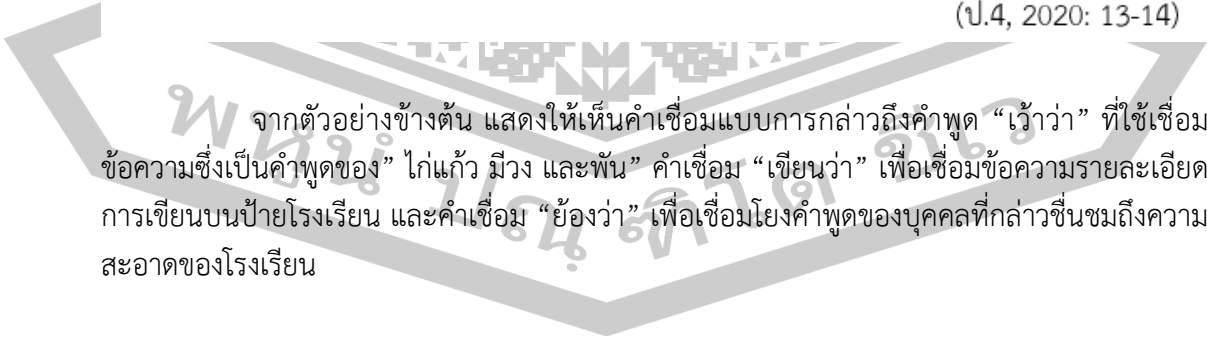 (ป.4, 2020: 13-14)
จากตัวอย่างข้างต้น แสดงให้เห็นคำเชื่อมแบบการกล่าวถึงคำพูด “เว้าว่า” ที่ใช้เชื่อม
ข้อความซึ่งเป็นคำพูดของ” ไก่แก้ว มีวง และพัน” คำเชื่อม “เขียนว่า” เพื่อเชื่อมข้อความรายละเอียด
การเขียนบนป้ายโรงเรียน และคำเชื่อม “ย้องว่า” เพื่อเชื่อมโยงคำพูดของบุคคลที่กล่าวชื่นชมถึงความ
สะอาดของโรงเรียน
พหุนํ ปณฺฑิโต ชีเว